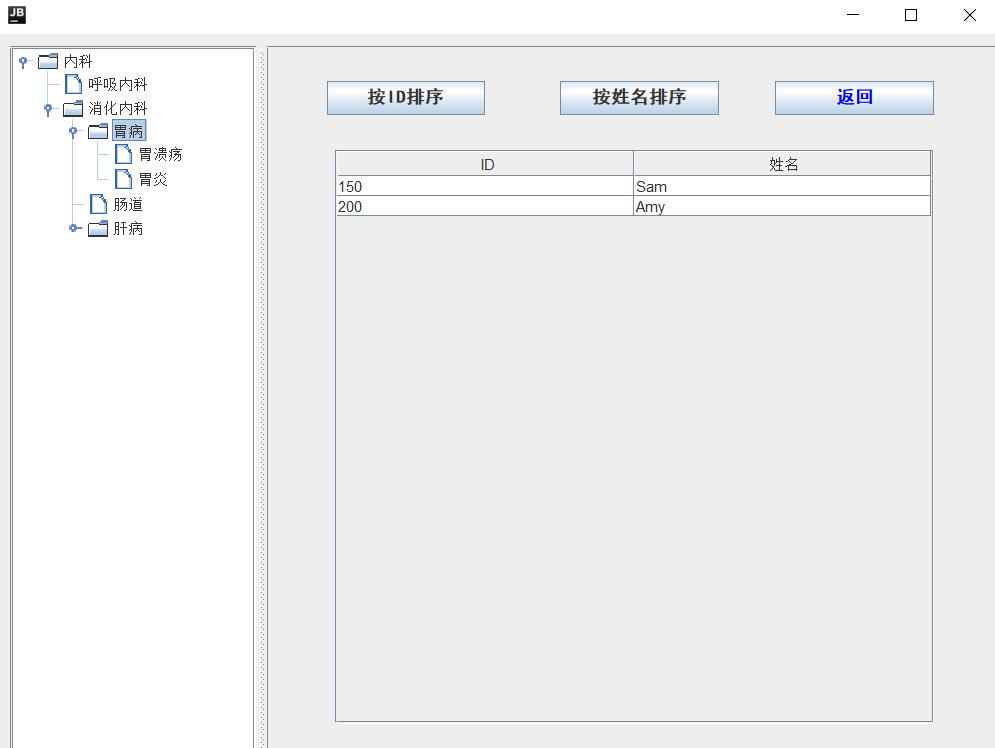 JB
内科
呼吸内科
消化内科
胃病
胃溃疡
胃炎
肠道
肝病
按ID排序 按姓名排序 返回
ID 姓名
150 Sam
200 Amy